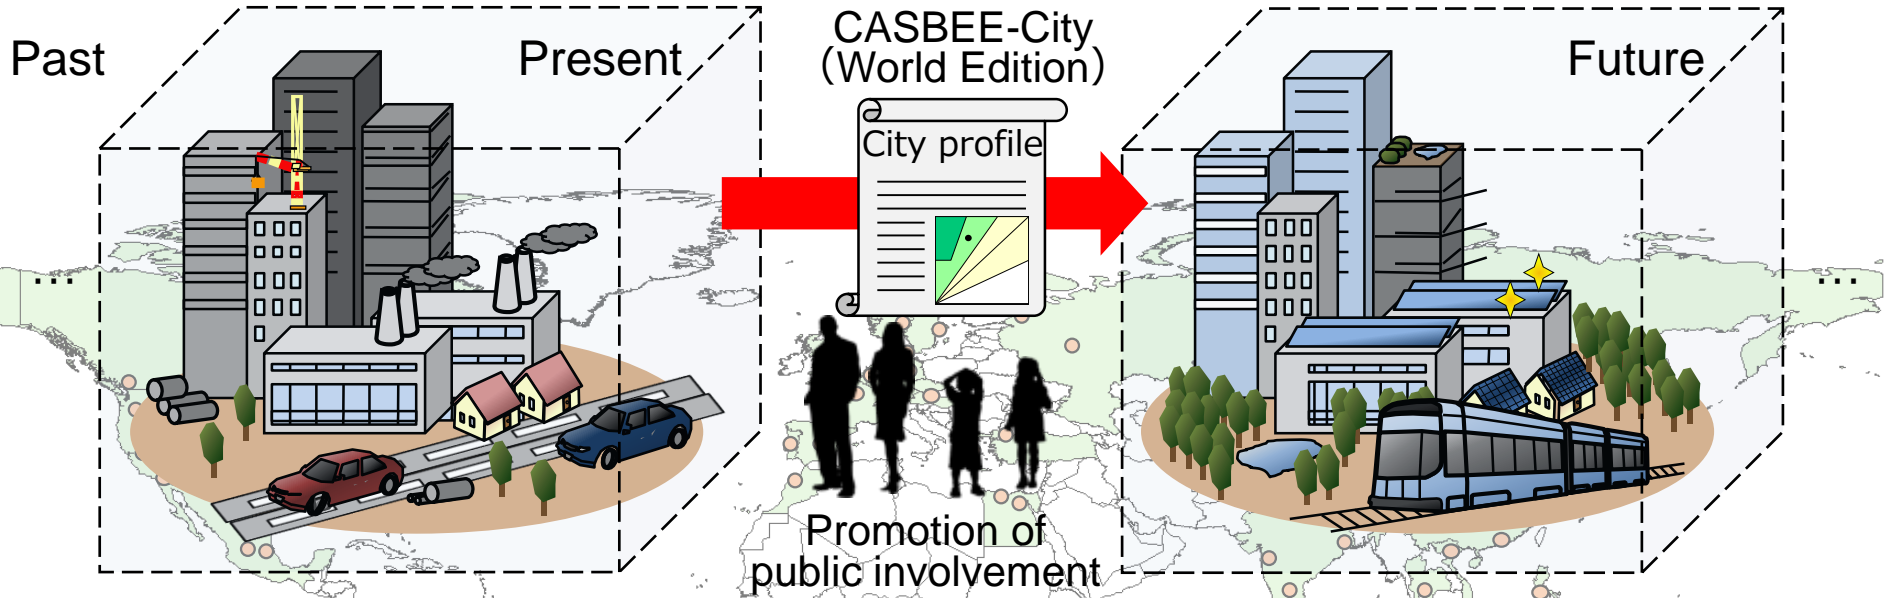 Past
Present
CASBEE-City
（World Edition）
Future
City profile
...
...
Promotion of
public involvement